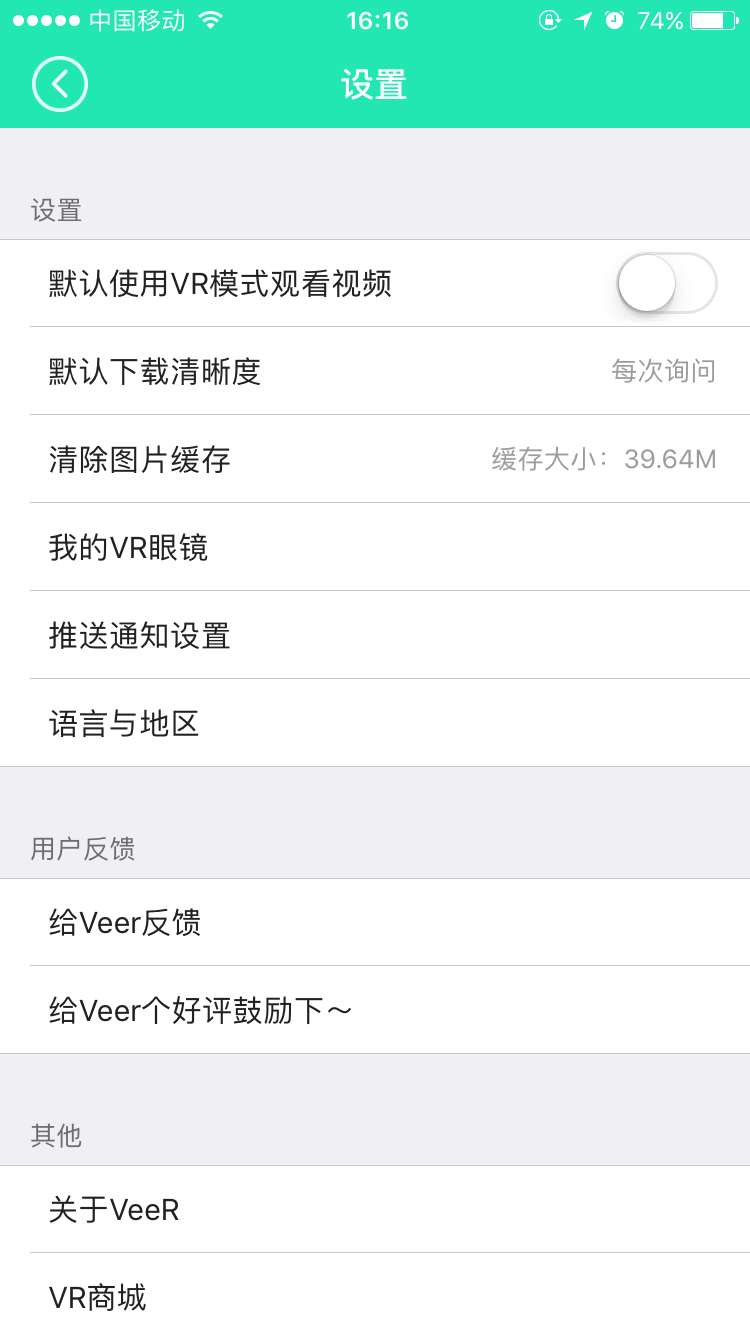 中国移动 16:16 74%
设置
设置
默认使用VR模式观看视频
默认下载清晰度 每次询问
清除图片缓存 缓存大小：39.64M
我的VR眼镜
推送通知设置
语言与地区
用户反馈
给Veer反馈
给Veer个好评鼓励下～
其他
关于VeeR
VR商城